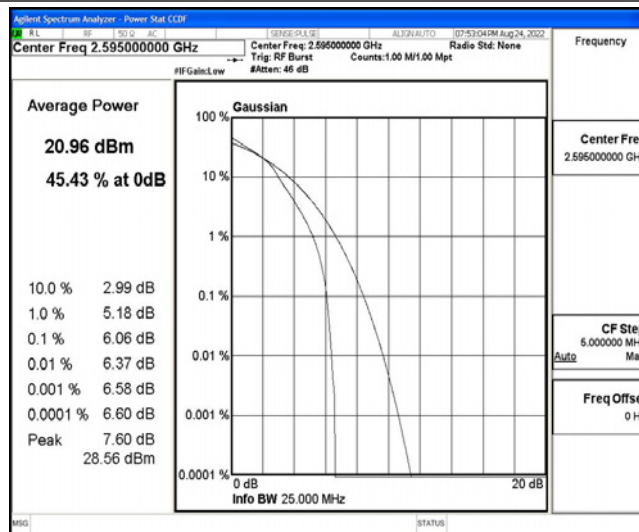 Agilent Spectrum Analyzer - Power Stat CCDF
RL RF 50 Ω AC SENSE:PULSE ALIGNAUTO 07:53:04 PM Aug 24, 2022
Center Freq 2.595000000 GHz
Center Freq: 2.595000000 GHz Radio Std: None
Trig: RF Burst Counts:1.00 M/1.00 Mpt
#IFGain:Low #Atten: 46 dB
Frequency
Average Power
20.96 dBm
45.43 % at 0dB
10.0 % 2.99 dB
1.0 % 5.18 dB
0.1 % 6.06 dB
0.01 % 6.37 dB
0.001 % 6.58 dB
0.0001 % 6.60 dB
Peak 7.60 dB
28.56 dBm
Gaussian
100 %
10 %
1 %
0.1 %
0.01 %
0.001 %
0.0001 %
0 dB 20 dB
Info BW 25.000 MHz
Center Fre
2.595000000 GH
CF Ste
5.000000 MH
Auto Ma
Freq Offse
0 H
MSG STATUS